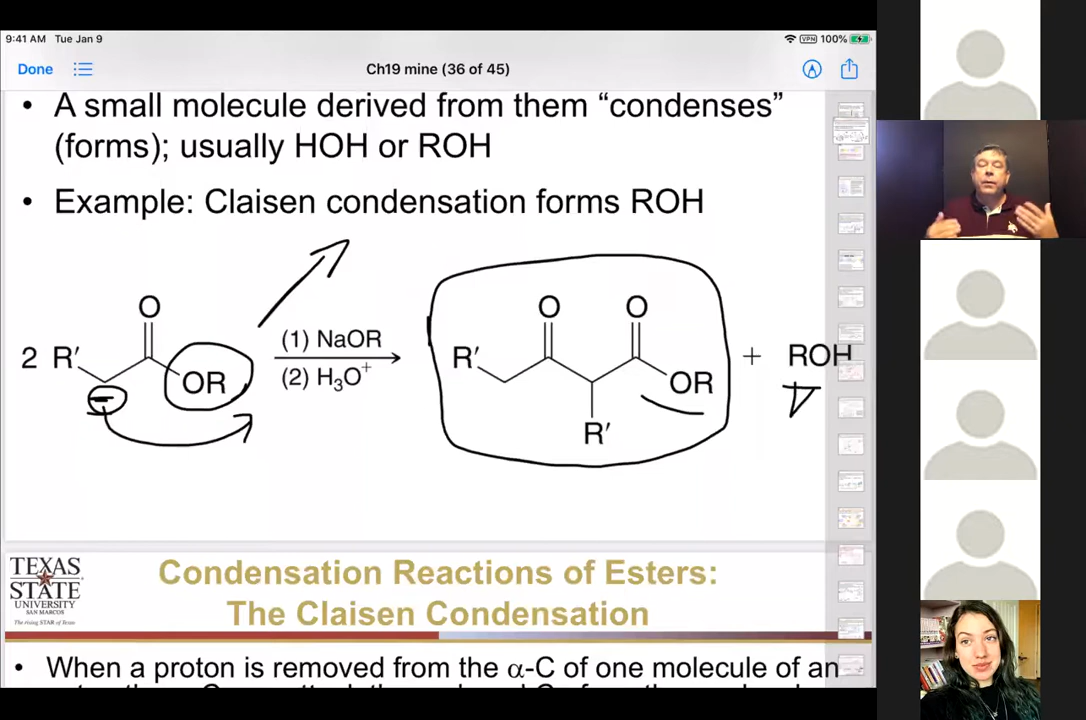 9:41 AM Tue Jan 9
VPN 100%
Done
Ch19 mine (36 of 45)
• A small molecule derived from them “condenses”
(forms); usually HOH or ROH
• Example: Claisen condensation forms ROH
O
2 R′
OR
(1) NaOR
(2) H₃O⁺
O O
R′
OR
R′
+ ROH
TEXAS
STATE
UNIVERSITY
SAN MARCOS
The rising STAR of Texas
Condensation Reactions of Esters:
The Claisen Condensation
• When a proton is removed from the α-C of one molecule of an